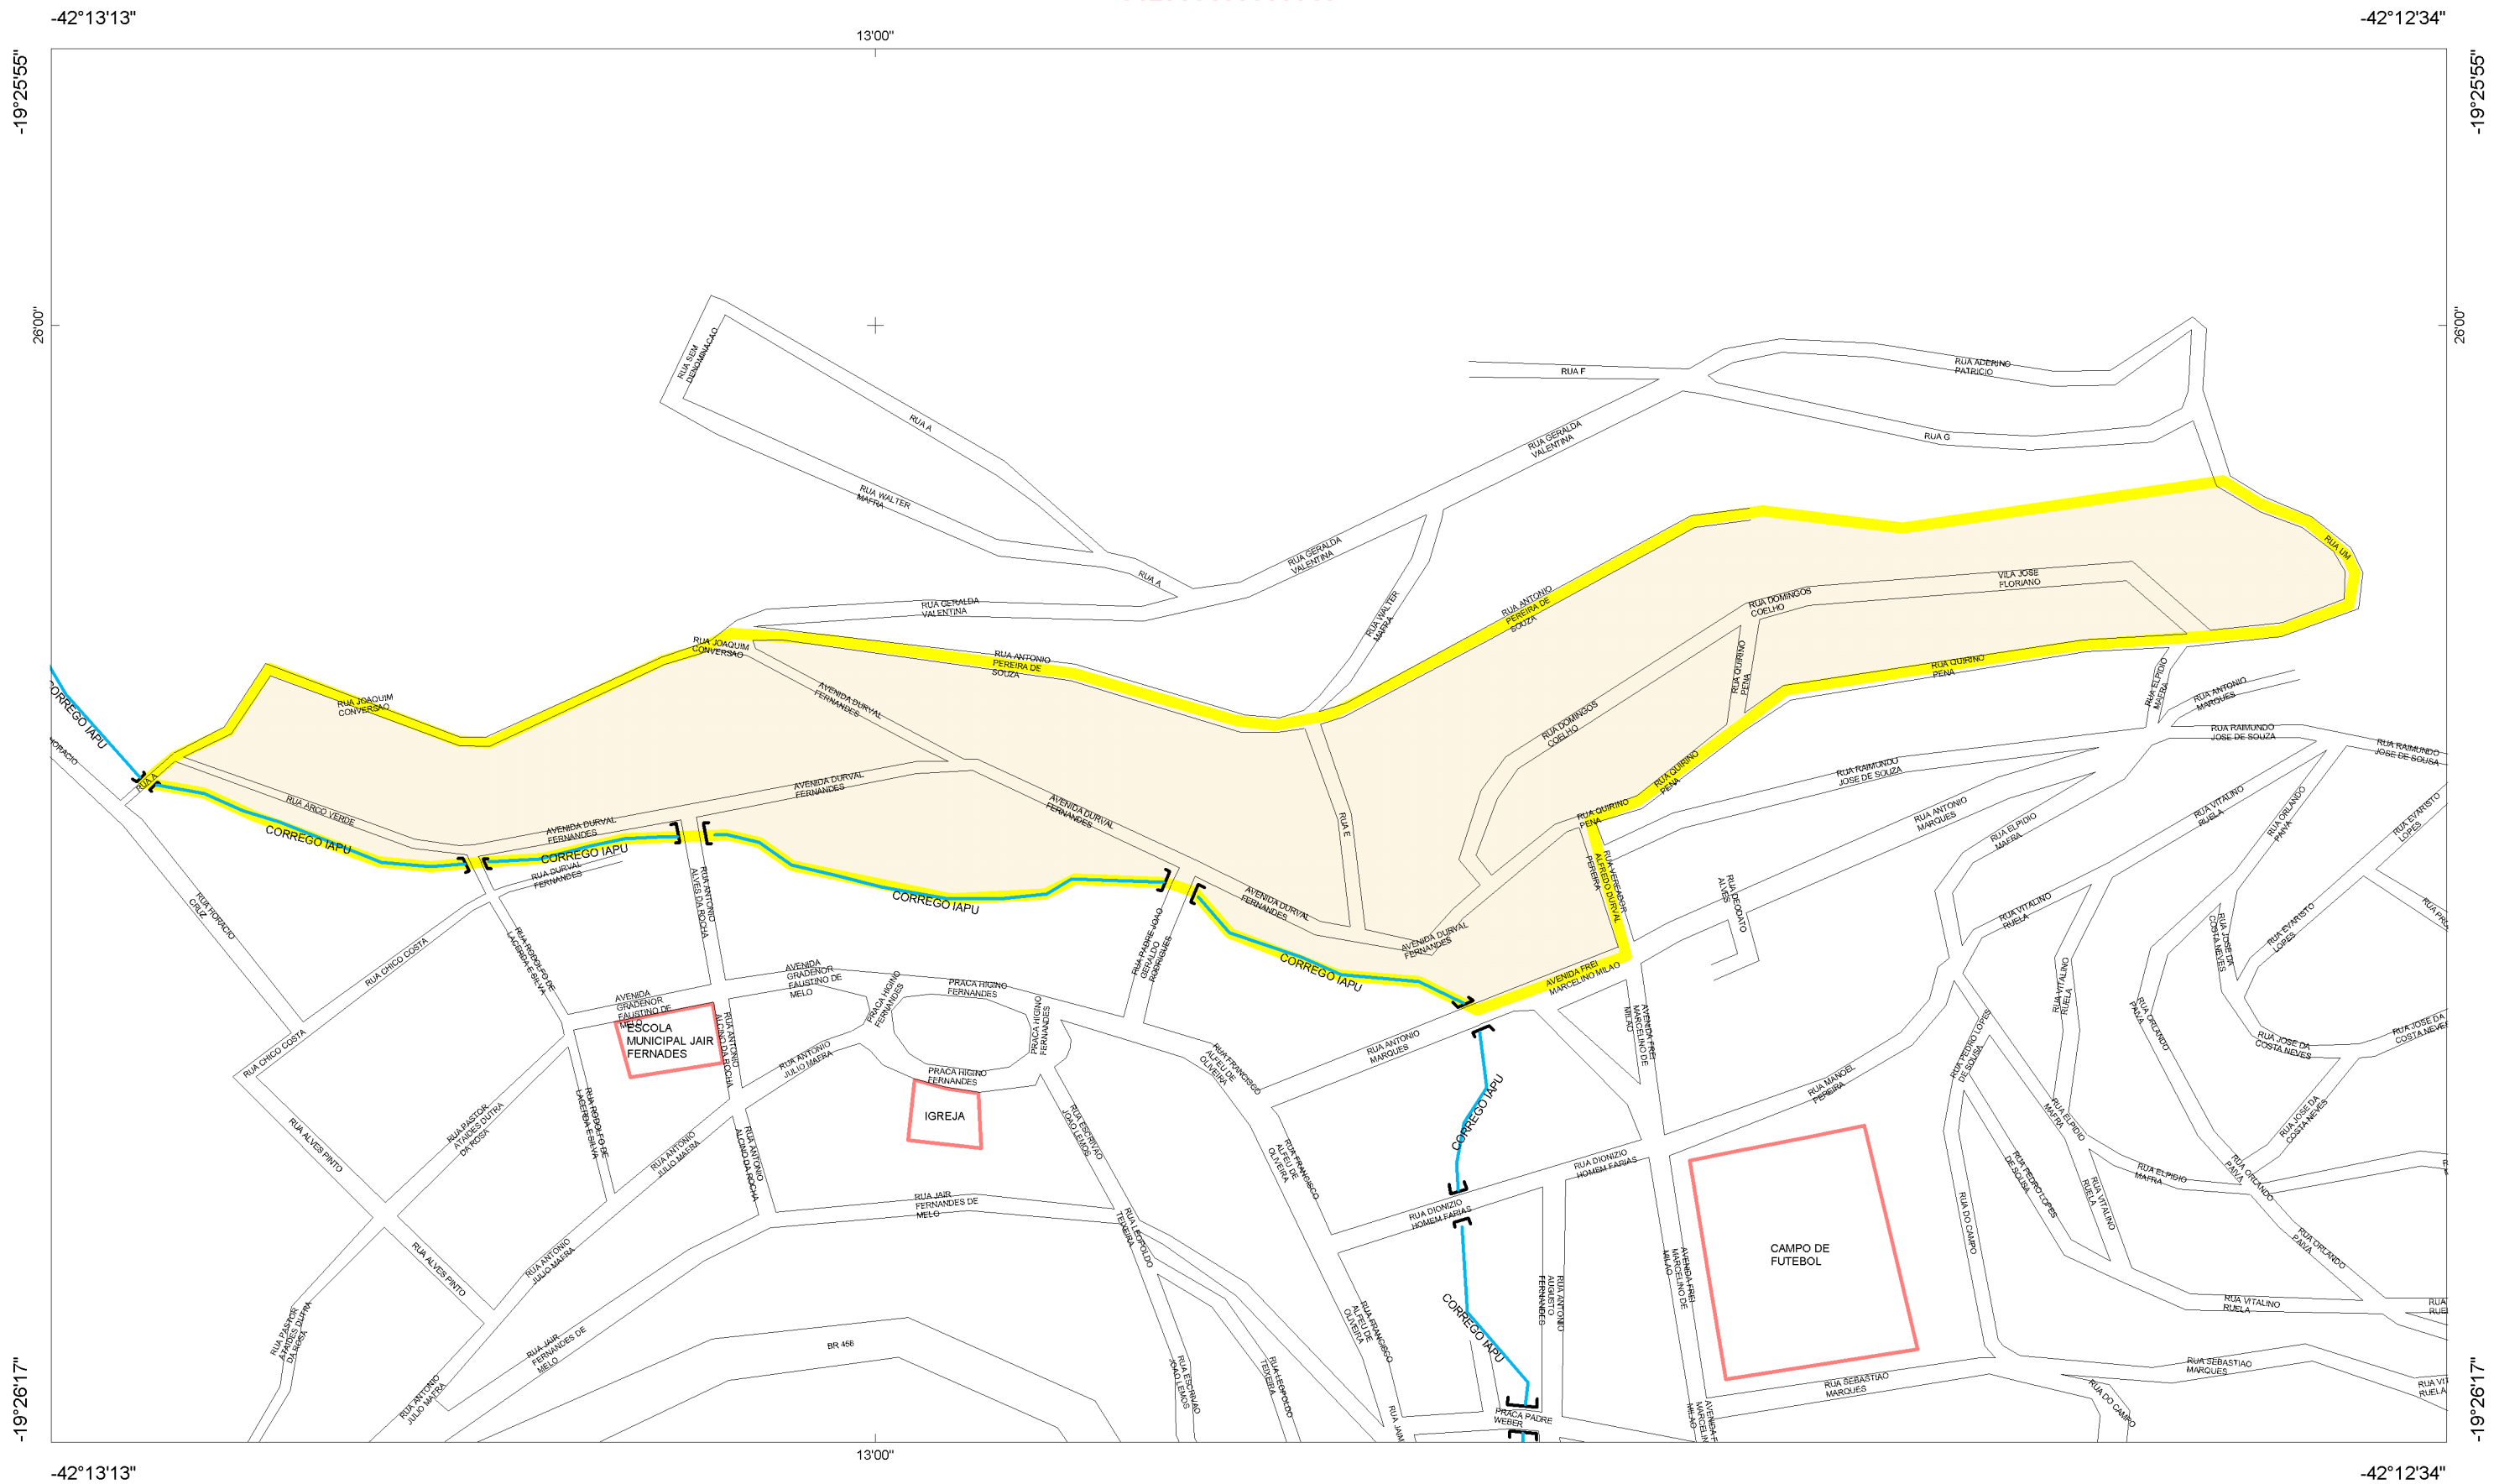 -42°13'13"
-42°12'34"
13'00"
-19°25'55"
-19°25'55"
26'00"
26'00"
RUA SEM
DENOMINACAO
RUA A
RUA F
RUA ADERINO
PATRICIO
RUA G
RUA GERALDA
VALENTINA
RUA WALTER
MAFRA
RUA GERALDA
VALENTINA
RUA A
RUA UM
VILA JOSE
FLORIANO
RUA GERALDA
VALENTINA
RUA ANTONIO
PEREIRA DE
SOUZA
RUA DOMINGOS
COELHO
RUA WALTER
MAFRA
RUA JOAQUIM
CONVERSAO
RUA ANTONIO
PEREIRA DE
SOUZA
RUA QUIRINO
PENA
RUA QUIRINO
PENA
RUA ELPIDIO
MAFRA
RUA ANTONIO
MARQUES
RUA JOAQUIM
CONVERSAO
AVENIDA DURVAL
FERNANDES
RUA DOMINGOS
COELHO
RUA RAIMUNDO
JOSE DE SOUZA
RUA RAIMUNDO
JOSE DE SOUSA
CORREGO IAPU
HORACIO
RUA A
RUA ARCO VERDE
AVENIDA DURVAL
FERNANDES
AVENIDA DURVAL
FERNANDES
RUA QUIRINO
PENA
RUA RAIMUNDO
JOSE DE SOUZA
RUA QUIRINO
PENA
RUA ANTONIO
MARQUES
RUA VITALINO
RUELA
RUA ORLANDO
PAIVA
RUA EVARISTO
LOPES
CORREGO IAPU
AVENIDA DURVAL
FERNANDES
CORREGO IAPU
RUA DURVAL
FERNANDES
RUA E
RUA ELPIDIO
MAFRA
RUA VEREADOR
ALFREDO DURVAL
PEREIRA
RUA DEODATO
ALVES
RUA ANTONIO
ALVES DA ROCHA
CORREGO IAPU
AVENIDA DURVAL
FERNANDES
RUA VITALINO
RUELA
RUA HORACIO
CRUZ
RUA CHICO COSTA
RUA RODOLFO DE
LACERDA E SILVA
RUA PADRE JOAO
GERALDO
RODRIGUES
AVENIDA DURVAL
FERNANDES
RUA JOSE DA
COSTA NEVES
RUA EVARISTO
LOPES
CORREGO IAPU
AVENIDA FREI
MARCELINO MILAO
AVENIDA
GRADENOR
FAUSTINO DE
MELO
PRACA HIGINO
FERNANDES
PRACA HIGINO
FERNANDES
RUA VITALINO
RUELA
AVENIDA
GRADENOR
FAUSTINO DE
MELO
ESCOLA
MUNICIPAL JAIR
FERNADES
RUA ANTONIO
ALCINO DA ROCHA
PRACA HIGINO
FERNANDES
RUA CHICO COSTA
RUA ANTONIO
JULIO MAFRA
PRACA HIGINO
FERNANDES
RUA FRANCISCO
ALFEU DE
OLIVEIRA
RUA ANTONIO
MARQUES
AVENIDA FREI
MARCELINO DE
MILAO
RUA PEDRO LOPES
DE SOUSA
RUA ORLANDO
PAIVA
RUA JOSE DA
COSTA NEVES
RUA JOSE DA
COSTA NEVES
RUA MANOEL
PEREIRA
IGREJA
RUA ESCRIVAO
JOAO LEMOS
CORREGO IAPU
RUA ELPIDIO
MAFRA
RUA JOSE DA
COSTA NEVES
RUA ALVES PINTO
RUA PASTOR
ATAIDES DUTRA
DA ROSA
RUA RODOLFO DE
LACERDA E SILVA
RUA ANTONIO
JULIO MAFRA
RUA ANTONIO
ALCINO DA ROCHA
RUA FRANCISCO
ALFEU DE
OLIVEIRA
RUA DIONIZIO
HOMEM FARIAS
RUA PEDRO LOPES
DE SOUSA
RUA ELPIDIO
MAFRA
RUA ORLANDO
PAIVA
RUA JAIR
FERNANDES DE
MELO
RUA LEOPOLDO
TEIXEIRA
RUA DIONIZIO
HOMEM FARIAS
RUA DO CAMPO
RUA VITALINO
RUELA
CAMPO DE
FUTEBOL
RUA ORLANDO
PAIVA
RUA ALVES PINTO
RUA ANTONIO
JULIO MAFRA
RUA PASTOR
ATAIDES DUTRA
DA ROSA
RUA JAIR
FERNANDES DE
MELO
BR 458
RUA FRANCISCO
ALFEU DE
OLIVEIRA
CORREGO IAPU
RUA ANTONIO
AUGUSTO
FERNANDES
AVENIDA FREI
MARCELINO DE
MILAO
RUA VITALINO
RUELA
RUA ANTONIO
JULIO MAFRA
RUA ESCRIVAO
JOAO LEMOS
RUA LEOPOLDO
TEIXEIRA
RUA SEBASTIAO
MARQUES
RUA SEBASTIAO
MARQUES
RUA DO CAMPO
RUA VIT
RUELA
PRACA PADRE
WEBER
RUA JAIM
AVENIDA F
MARCELIN
MILAO
-19°26'17"
-19°26'17"
13'00"
-42°13'13"
-42°12'34"